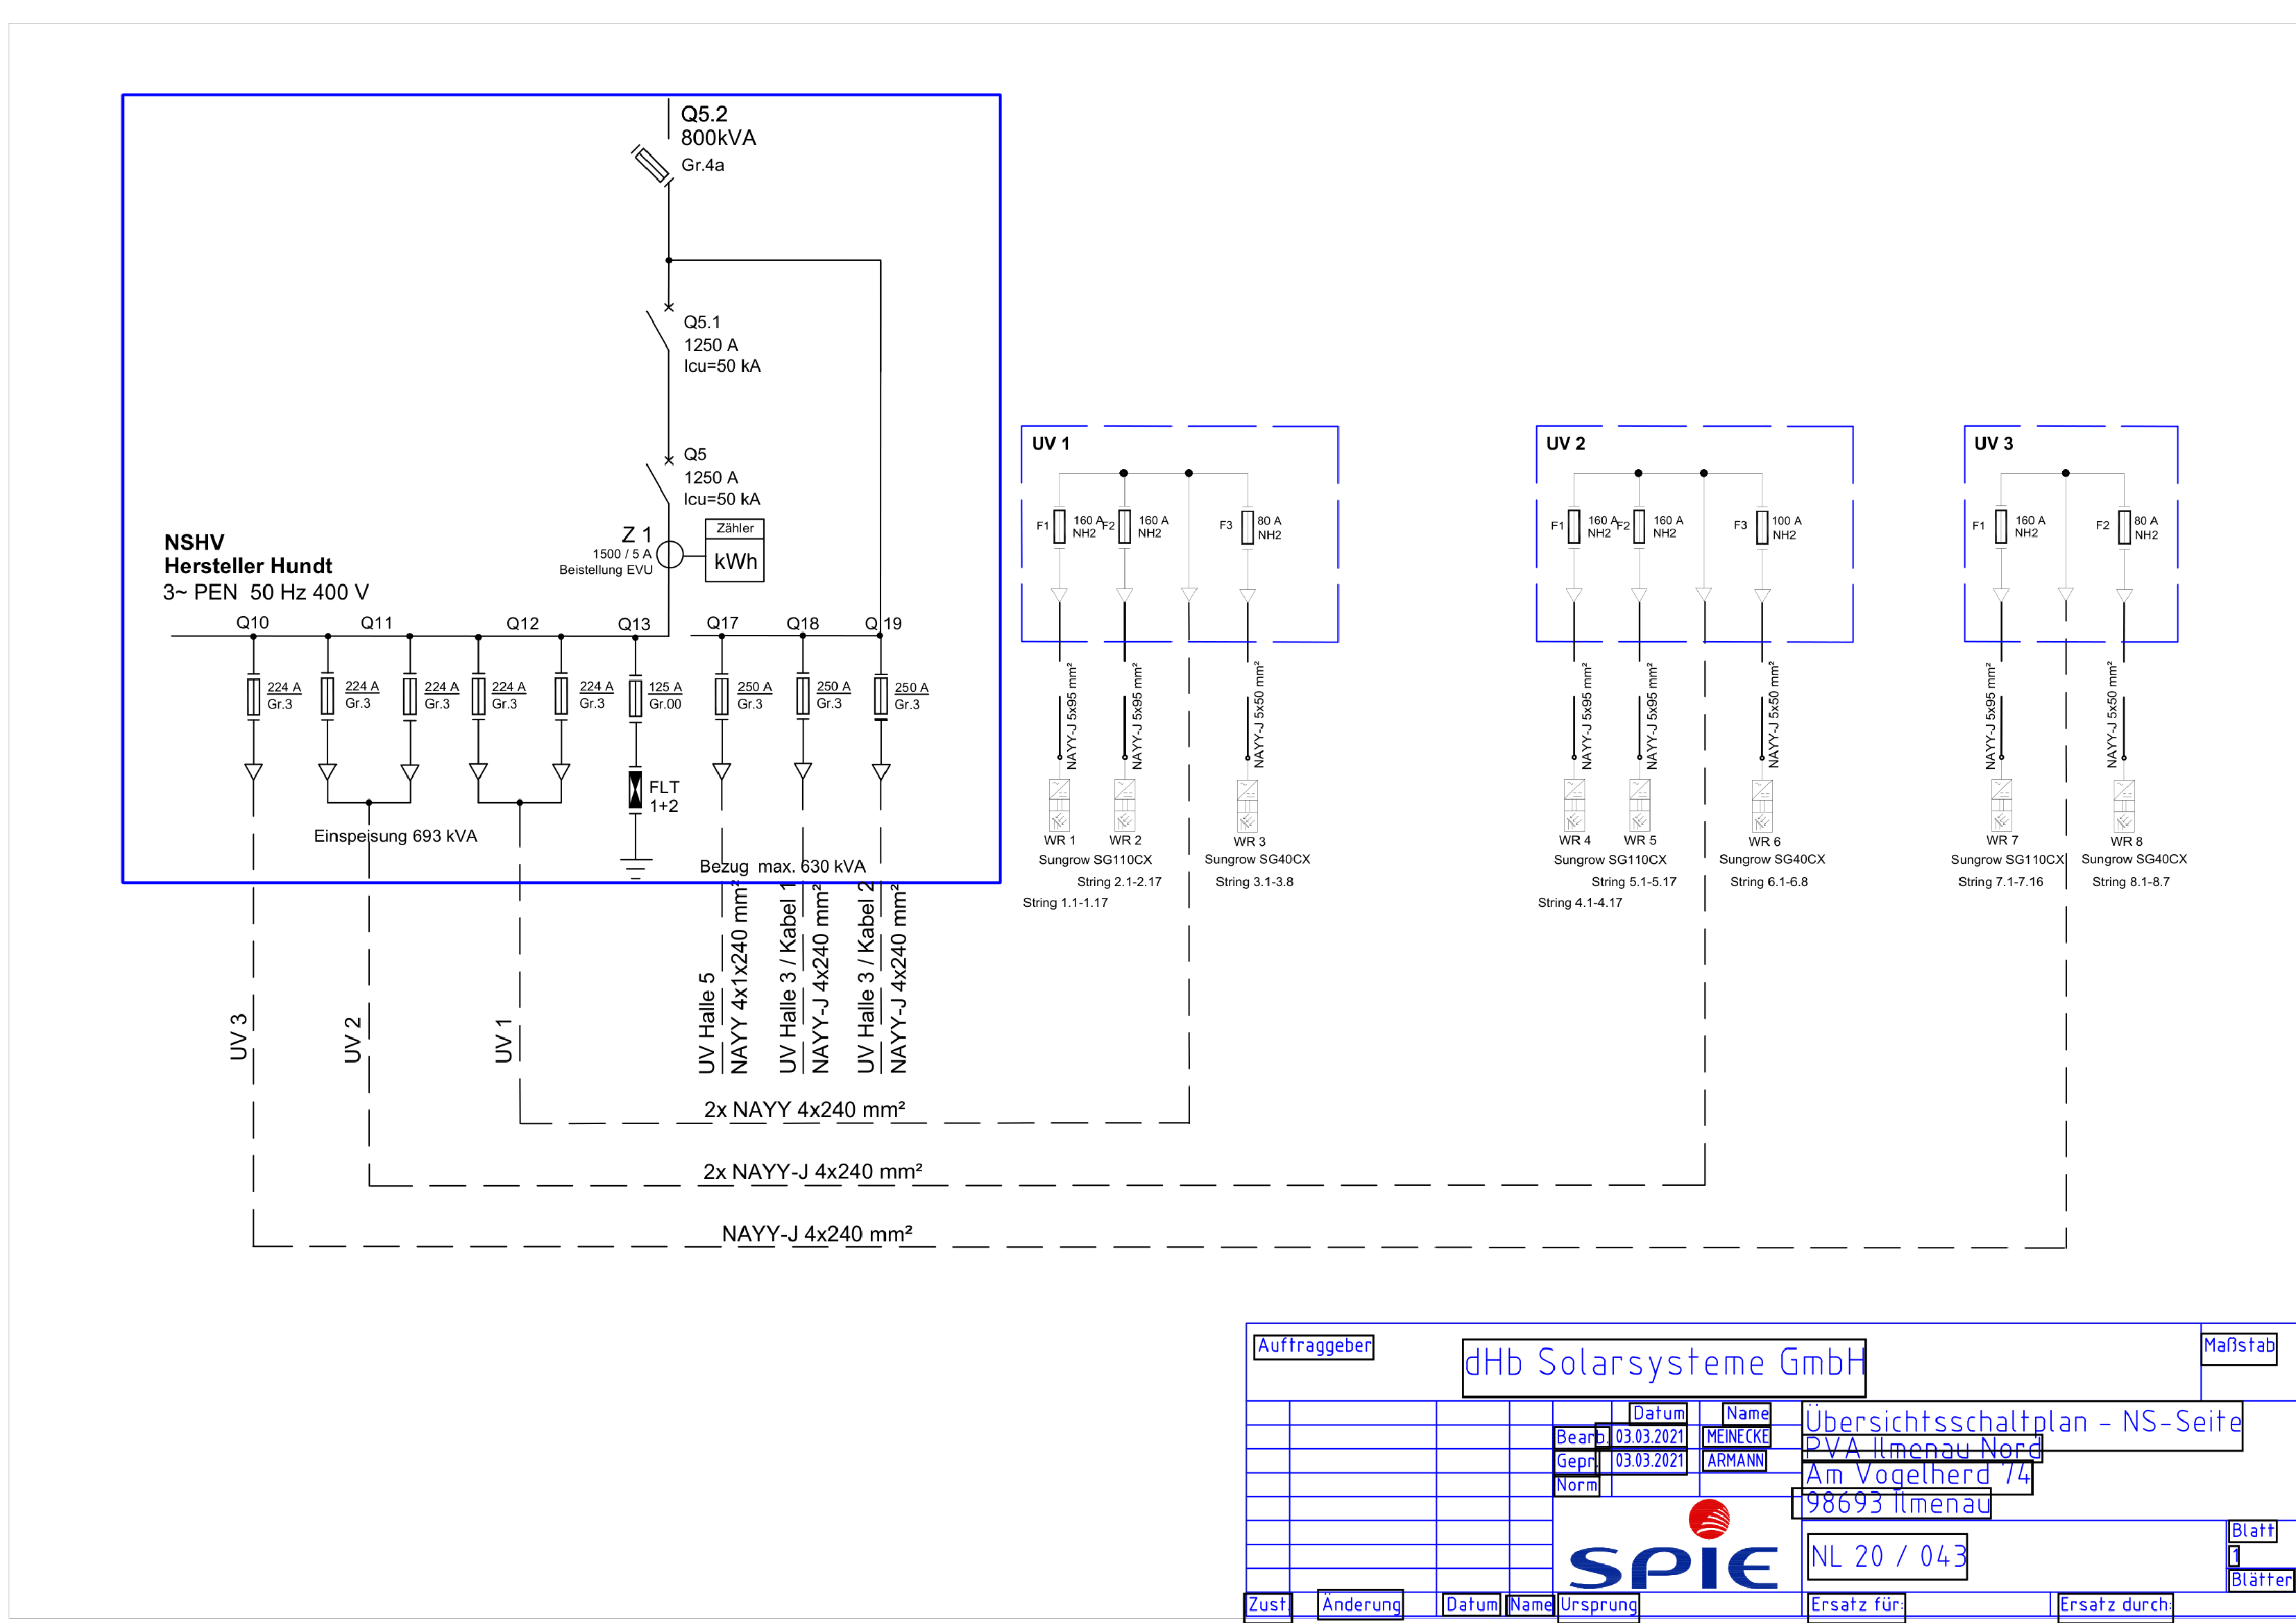 Q5.2
800kVA
Gr.4a
Q5.1
1250 A
Icu=50 kA
Q5
1250 A
Icu=50 kA
Z 1
1500 / 5 A
Beistellung EVU
Zähler
kWh
NSHV
Hersteller Hundt
3~ PEN 50 Hz 400 V
Q10 Q11 Q12 Q13 Q17 Q18 Q 19
224 A 224 A 224 A 224 A 224 A 125 A 250 A 250 A 250 A
Gr.3 Gr.3 Gr.3 Gr.3 Gr.3 Gr.00 Gr.3 Gr.3 Gr.3
FLT
1+2
Einspeisung 693 kVA
Bezug max. 630 kVA
UV 3
UV 2
UV 1
UV Halle 5
NAYY 4x1x240 mm²
UV Halle 3 / Kabel 1
NAYY-J 4x240 mm²
UV Halle 3 / Kabel 2
NAYY-J 4x240 mm²
2x NAYY 4x240 mm²
2x NAYY-J 4x240 mm²
NAYY-J 4x240 mm²
UV 1
F1 160 A NH2
F2 160 A NH2
F3 80 A NH2
NAYY-J 5x95 mm²
NAYY-J 5x95 mm²
NAYY-J 5x50 mm²
WR 1 WR 2 WR 3
Sungrow SG110CX Sungrow SG40CX
String 2.1-2.17 String 3.1-3.8
String 1.1-1.17
UV 2
F1 160 A NH2
F2 160 A NH2
F3 100 A NH2
NAYY-J 5x95 mm²
NAYY-J 5x95 mm²
NAYY-J 5x50 mm²
WR 4 WR 5 WR 6
Sungrow SG110CX Sungrow SG40CX
String 5.1-5.17 String 6.1-6.8
String 4.1-4.17
UV 3
F1 160 A NH2
F2 80 A NH2
NAYY-J 5x95 mm²
NAYY-J 5x50 mm²
WR 7 WR 8
Sungrow SG110CX Sungrow SG40CX
String 7.1-7.16 String 8.1-8.7
Auftraggeber
dHb Solarsysteme GmbH
Maßstab
Datum Name
Bearb. 03.03.2021 MEINECKE
Gepr. 03.03.2021 ARMANN
Norm
Übersichtsschaltplan - NS-Seite
PVA Ilmenau Nord
Am Vogelherd 74
98693 Ilmenau
SPIE
NL 20 / 043
Blatt
1
Blätter
Zust. Änderung Datum Name Ursprung Ersatz für: Ersatz durch: